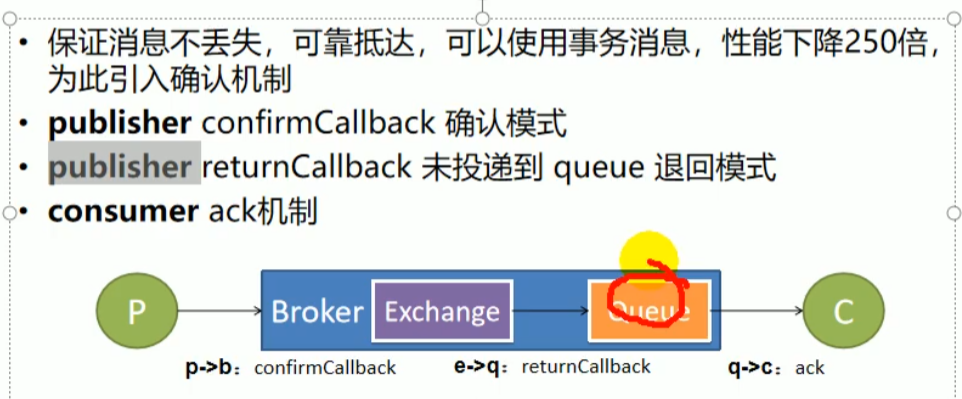 • 保证消息不丢失，可靠抵达，可以使用事务消息，性能下降250倍，
为此引入确认机制
• publisher confirmCallback 确认模式
• publisher returnCallback 未投递到 queue 退回模式
• consumer ack机制
P
Broker
Exchange
Queue
C
p->b：confirmCallback
e->q：returnCallback
q->c：ack